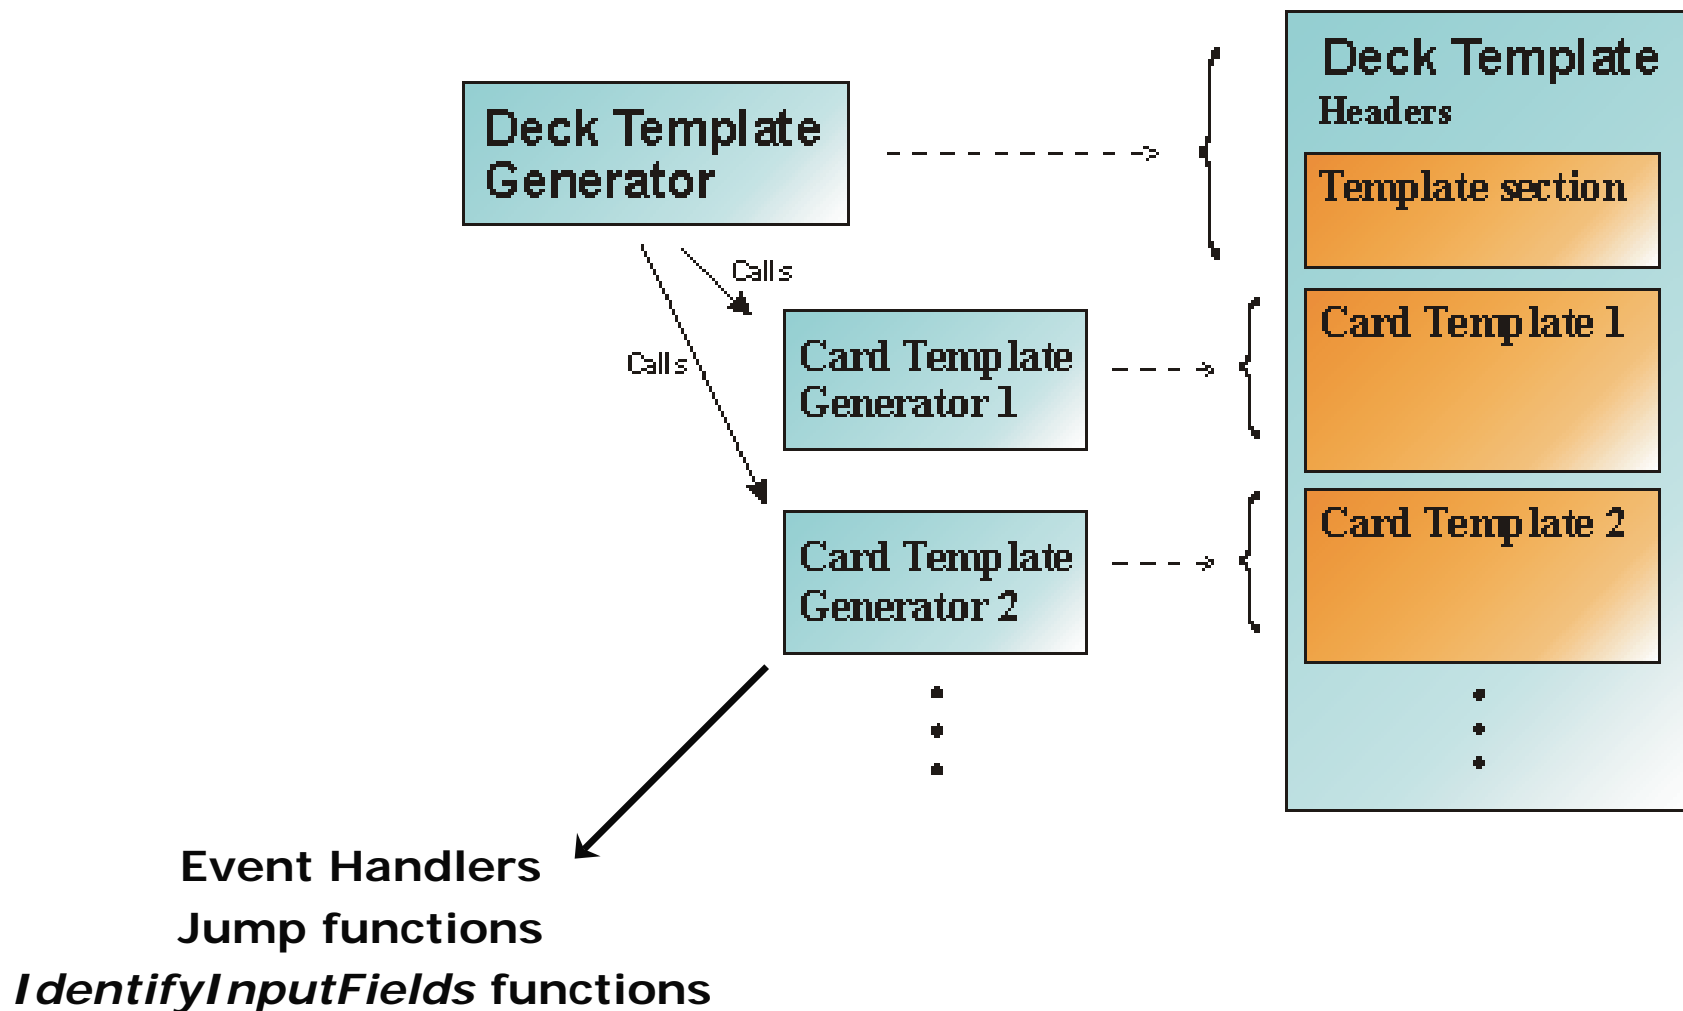 Deck Template
Generator
Calls
Calls
Card Template
Generator 1
Card Template
Generator 2
Deck Template
Headers
Template section
Card Template 1
Card Template 2
Event Handlers
Jump functions
IdentifyInputFields functions